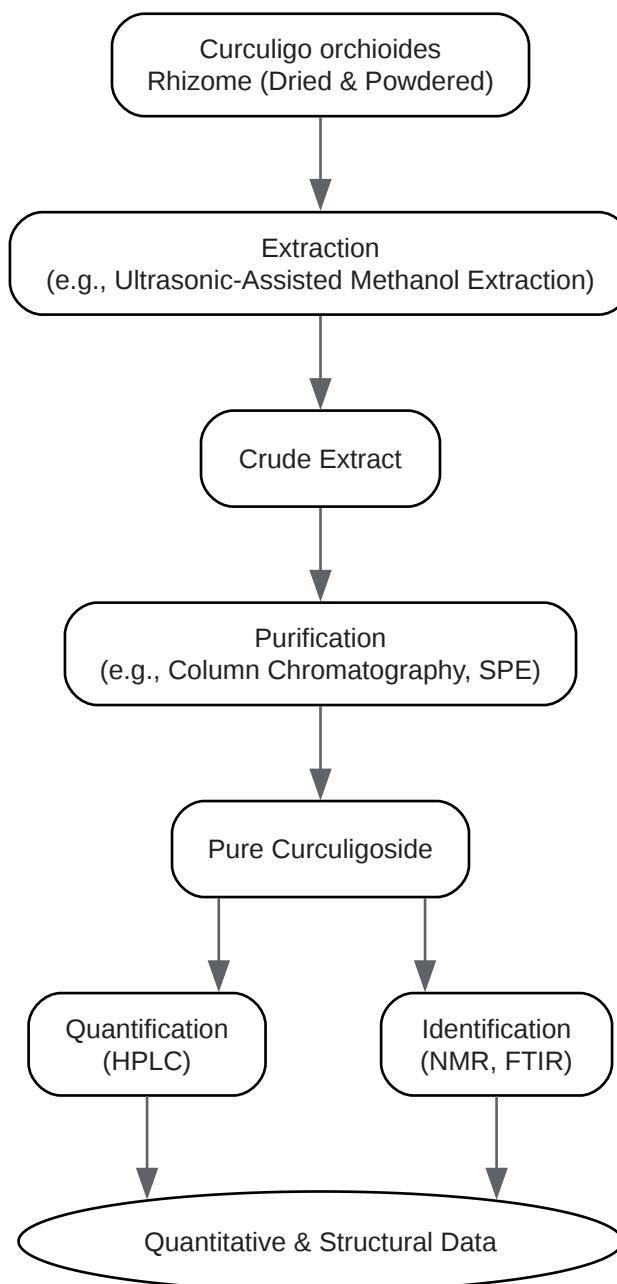 Curculigo orchioides
Rhizome (Dried & Powdered)
Extraction
(e.g., Ultrasonic-Assisted Methanol Extraction)
Crude Extract
Purification
(e.g., Column Chromatography, SPE)
Pure Curculigoside
Quantification
(HPLC)
Identification
(NMR, FTIR)
Quantitative & Structural Data